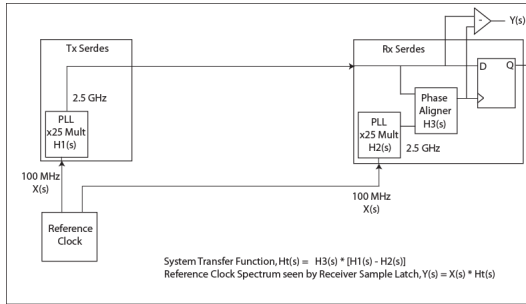 Tx Serdes
2.5 GHz
PLL
x25 Mult
H1(s)
100 MHz
X(s)
Reference
Clock
Rx Serdes
-
Y(s)
D
Q
Phase
Aligner
H3(s)
PLL
x25 Mult
H2(s)
2.5 GHz
100 MHz
X(s)
System Transfer Function, Ht(s) = H3(s) * [H1(s) - H2(s)]
Reference Clock Spectrum seen by Receiver Sample Latch, Y(s) = X(s) * Ht(s)